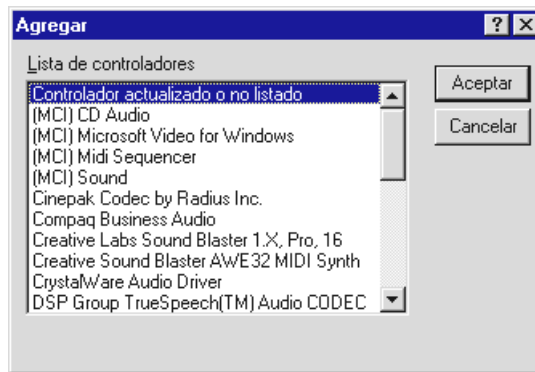 Agregar
Lista de controladores
Controlador actualizado o no listado
(MCI) CD Audio
(MCI) Microsoft Video for Windows
(MCI) Midi Sequencer
(MCI) Sound
Cinepak Codec by Radius Inc.
Compaq Business Audio
Creative Labs Sound Blaster 1.X, Pro, 16
Creative Sound Blaster AWE32 MIDI Synth
CrystalWare Audio Driver
DSP Group TrueSpeech(TM) Audio CODEC
Aceptar
Cancelar